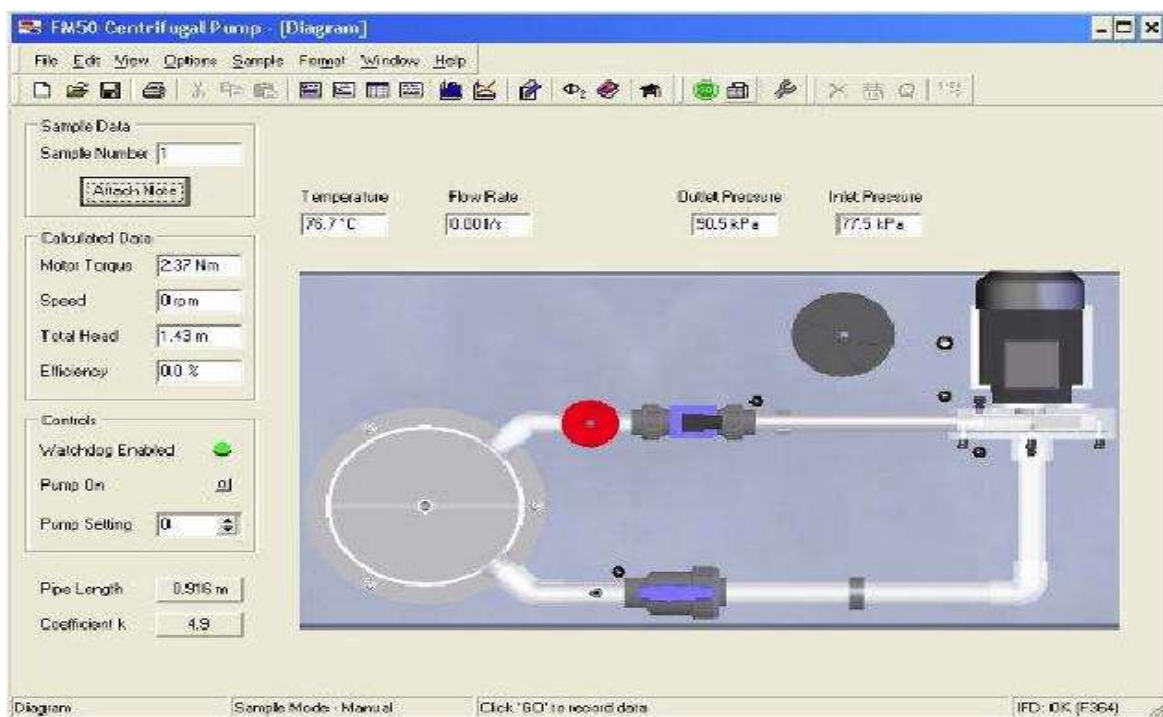 FM50 Centrifugal Pump - [Diagram]
File Edit View Options Sample Format Window Help
Sample Data
Sample Number 1
Attach Note
Temperature Flow Rate Outlet Pressure Inlet Pressure
76.7°C 0.00 l/s 90.5 kPa 77.5 kPa
Calculated Data
Motor Torque 2.37 Nm
Speed 0 rpm
Total Head 1.43 m
Efficiency 0.0 %
Controls
Watchdog Enabled
Pump On
Pump Setting 0
Pipe Length 0.916 m
Coefficient k 4.9
Diagram Sample Mode - Manual Click 'GO' to record data IFD: OK (F364)